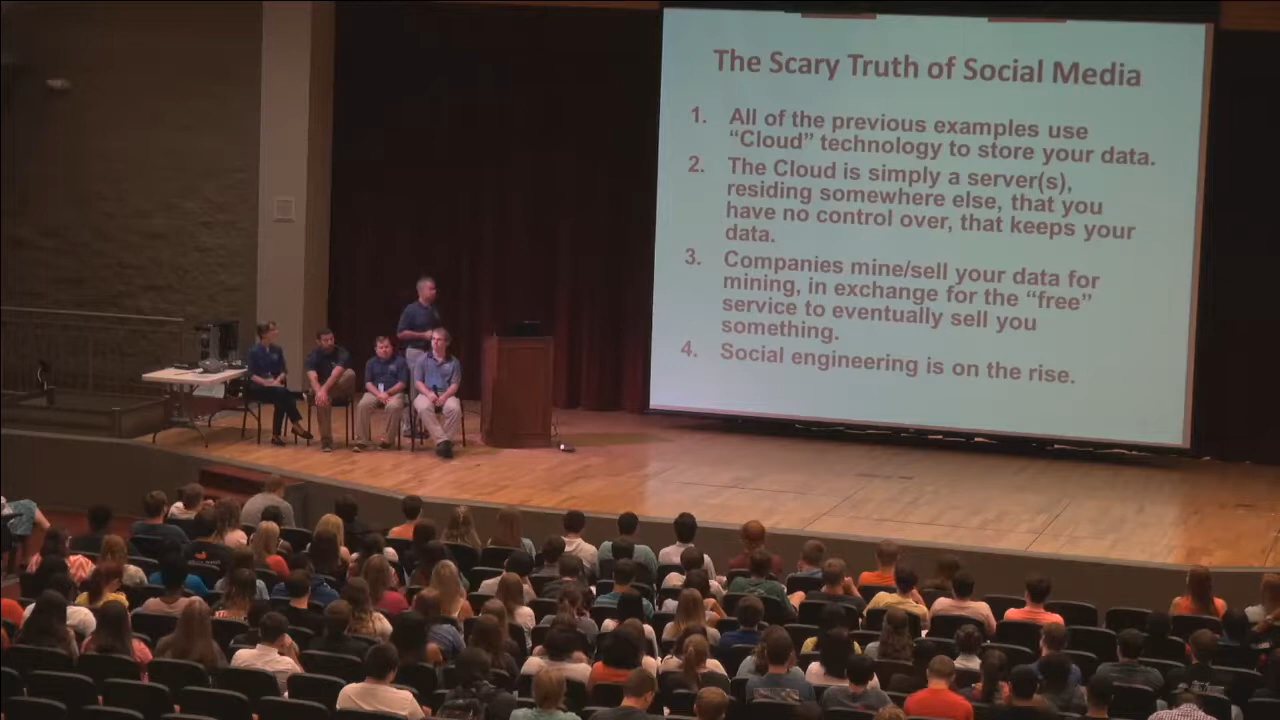 The Scary Truth of Social Media
1. All of the previous examples use
“Cloud” technology to store your data.
2. The Cloud is simply a server(s),
residing somewhere else, that you
have no control over, that keeps your
data.
3. Companies mine/sell your data for
mining, in exchange for the “free”
service to eventually sell you
something.
4. Social engineering is on the rise.